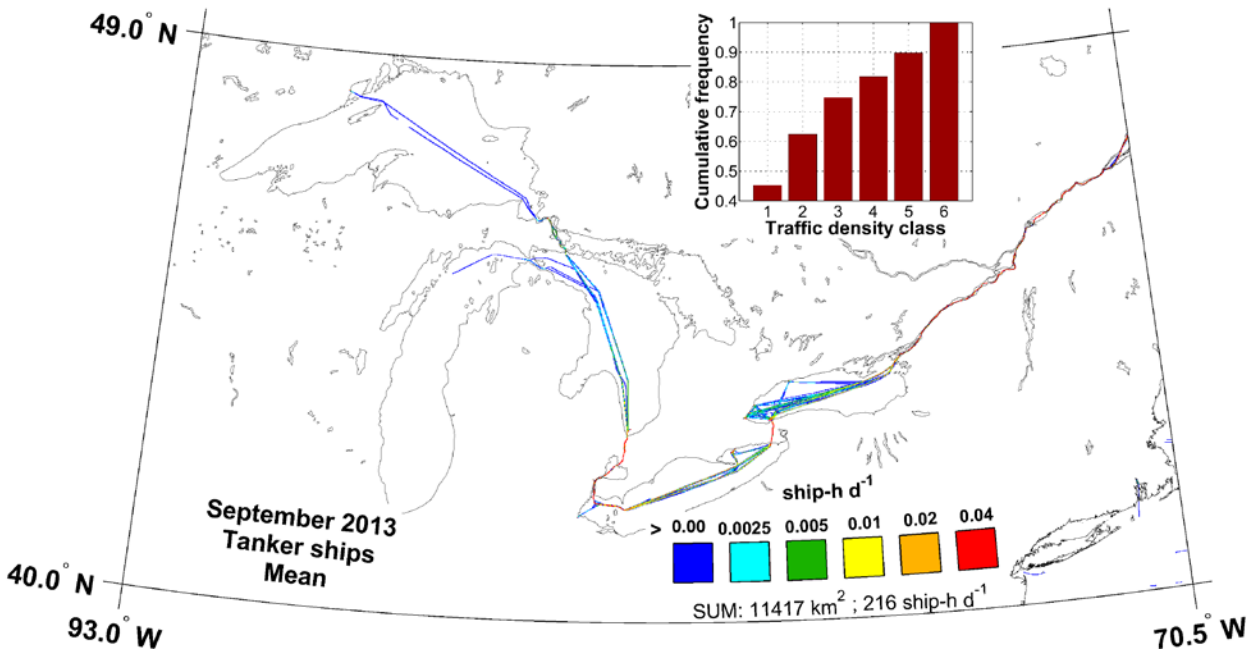 49.0° N
1
0.9
0.8
0.7
0.6
0.5
0.4
Cumulative frequency
1 2 3 4 5 6
Traffic density class
September 2013
Tanker ships
Mean
ship-h d⁻¹
> 0.00 0.0025 0.005 0.01 0.02 0.04
SUM: 11417 km² ; 216 ship-h d⁻¹
40.0° N
93.0° W
70.5° W